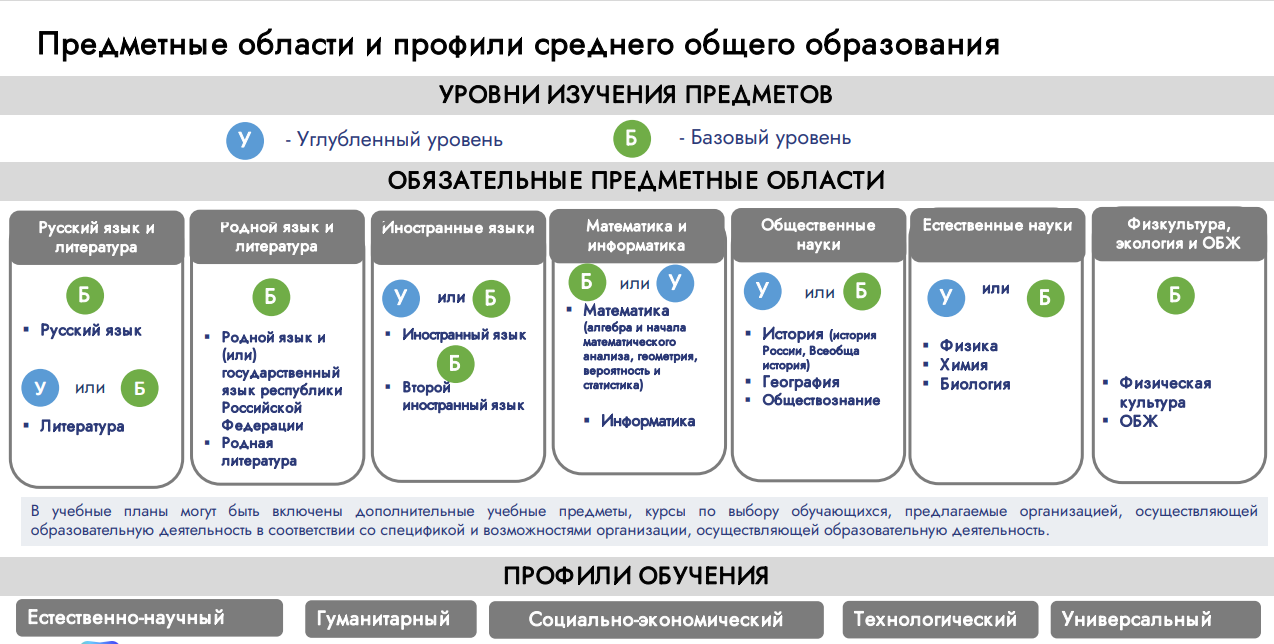 Предметные области и профили среднего общего образования
УРОВНИ ИЗУЧЕНИЯ ПРЕДМЕТОВ
У - Углубленный уровень Б - Базовый уровень
ОБЯЗАТЕЛЬНЫЕ ПРЕДМЕТНЫЕ ОБЛАСТИ
Русский язык и
литература
Б
▪ Русский язык
У или Б
▪ Литература
Родной язык и
литература
Б
▪ Родной язык и
(или)
государственный
язык республики
Российской
Федерации
▪ Родная
литература
Иностранные языки
У или Б
▪ Иностранный язык
Б
▪ Второй
иностранный язык
Математика и
информатика
Б или У
▪ Математика
(алгебра и начала
математического
анализа, геометрия,
вероятность и
статистика)
▪ Информатика
Общественные
науки
У или Б
▪ История (история
России, Всеобща
история)
▪ География
▪ Обществознание
Естественные науки
У или Б
▪ Физика
▪ Химия
▪ Биология
Физкультура,
экология и ОБЖ
Б
▪ Физическая
культура
▪ ОБЖ
В учебные планы могут быть включены дополнительные учебные предметы, курсы по выбору обучающихся, предлагаемые организацией, осуществляющей
образовательную деятельность в соответствии со спецификой и возможностями организации, осуществляющей образовательную деятельность.
ПРОФИЛИ ОБУЧЕНИЯ
Естественно-научный Гуманитарный Социально-экономический Технологический Универсальный